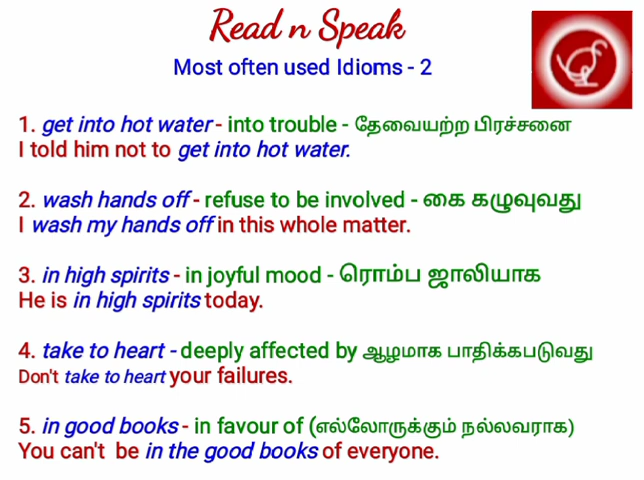 Read n Speak
Most often used Idioms - 2
1. get into hot water - into trouble - தேவையற்ற பிரச்சனை
I told him not to get into hot water.
2. wash hands off - refuse to be involved - கை கழுவுவது
I wash my hands off in this whole matter.
3. in high spirits - in joyful mood - ரொம்ப ஜாலியாக
He is in high spirits today.
4. take to heart - deeply affected by ஆழமாக பாதிக்கபடுவது
Don't take to heart your failures.
5. in good books - in favour of (எல்லோருக்கும் நல்லவராக)
You can't be in the good books of everyone.